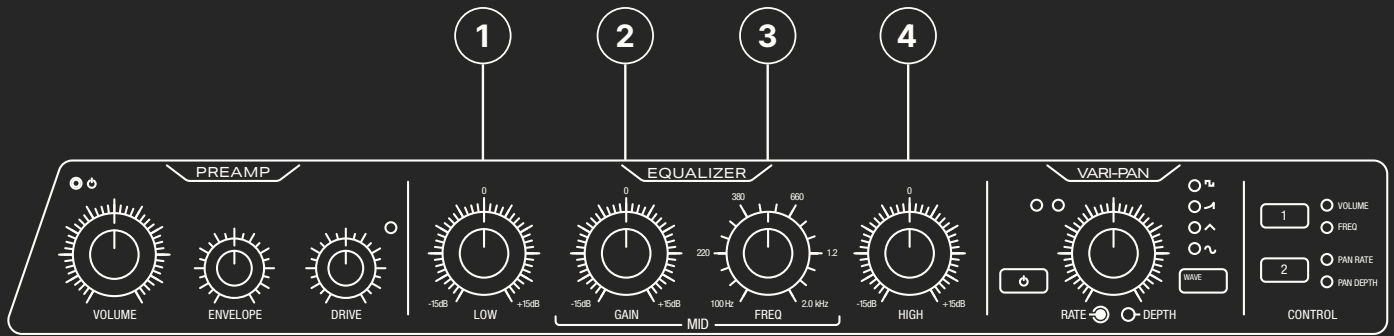 1 2 3 4
PREAMP
EQUALIZER
VARI-PAN
0 0 380 660 0
220 1.2
-15dB +15dB -15dB +15dB 100 Hz 2.0 kHz -15dB +15dB
VOLUME ENVELOPE DRIVE LOW GAIN FREQ HIGH
MID
WAVE
RATE DEPTH
1 VOLUME
FREQ
2 PAN RATE
PAN DEPTH
CONTROL